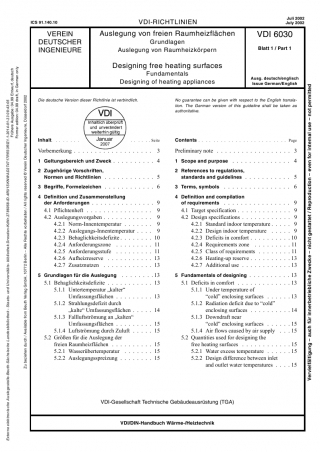 ICS 91.140.10
VDI-RICHTLINIEN
Juli 2002
July 2002
VEREIN
DEUTSCHER
INGENIEURE
Auslegung von freien Raumheizflächen
Grundlagen
Auslegung von Raumheizkörpern
Designing free heating surfaces
Fundamentals
Designing of heating appliances
VDI 6030
Blatt 1 / Part 1
Ausg. deutsch/englisch
Issue German/English
Die deutsche Version dieser Richtlinie ist verbindlich.
VDI
Inhaltlich überprüft
und unverändert
weiterhin gültig
Januar
2007
No guarantee can be given with respect to the English transla-
tion. The German version of this guideline shall be taken as
authoritative.
Inhalt Seite
Vorbemerkung 3
1 Geltungsbereich und Zweck 4
2 Zugehörige Vorschriften,
Normen und Richtlinien 5
3 Begriffe, Formelzeichen 6
4 Definition und Zusammenstellung
der Anforderungen 9
4.1 Pflichtenheft 9
4.2 Auslegungsvorgaben 9
4.2.1 Norm-Innentemperatur 9
4.2.2 Auslegungs-Innentemperatur 9
4.2.3 Behaglichkeitsdefizite 10
4.2.4 Anforderungszone 11
4.2.5 Anforderungsstufe 11
4.2.6 Aufheizreserve 13
4.2.7 Zusatznutzen 13
5 Grundlagen für die Auslegung 13
5.1 Behaglichkeitsdefizite 13
5.1.1 Untertemperatur „kalter“
Umfassungsflächen 13
5.1.2 Strahlungsdefizit durch
„kalte“ Umfassungsflächen 14
5.1.3 Fallluftströmung an „kalten“
Umfassungsflächen 15
5.1.4 Luftströmung durch Zuluft 15
5.2 Größen für die Auslegung der
freien Raumheizflächen 15
5.2.1 Wasserübertemperatur 15
5.2.2 Auslegungsspreizung 15
Contents Page
Preliminary note 3
1 Scope and purpose 4
2 References to regulations,
standards and guidelines 5
3 Terms, symbols 6
4 Definition and compilation
of requirements 9
4.1 Target specification 9
4.2 Design specifications 9
4.2.1 Standard indoor temperature 9
4.2.2 Design indoor temperature 9
4.2.3 Deficits in comfort 10
4.2.4 Requirements zone 11
4.2.5 Class of requirements 11
4.2.6 Heating-up reserve 13
4.2.7 Additional use 13
5 Fundamentals of designing 13
5.1 Deficits in comfort 13
5.1.1 Under temperature of
“cold” enclosing surfaces 13
5.1.2 Radiation deficit due to “cold”
enclosing surfaces 14
5.1.3 Downdraft near
“cold” enclosing surfaces 15
5.1.4 Air flows caused by air supply 15
5.2 Quantities used for designing the
free heating surfaces 15
5.2.1 Water excess temperature 15
5.2.2 Design temperature difference between
inlet and outlet water temperatures 15
VDI-Gesellschaft Technische Gebäudeausrüstung (TGA)
VDI/DIN-Handbuch Wärme-/Heiztechnik
Vervielfältigung – auch für innerbetriebliche Zwecke – nicht gestattet / Reproduction – even for internal use – not permitted